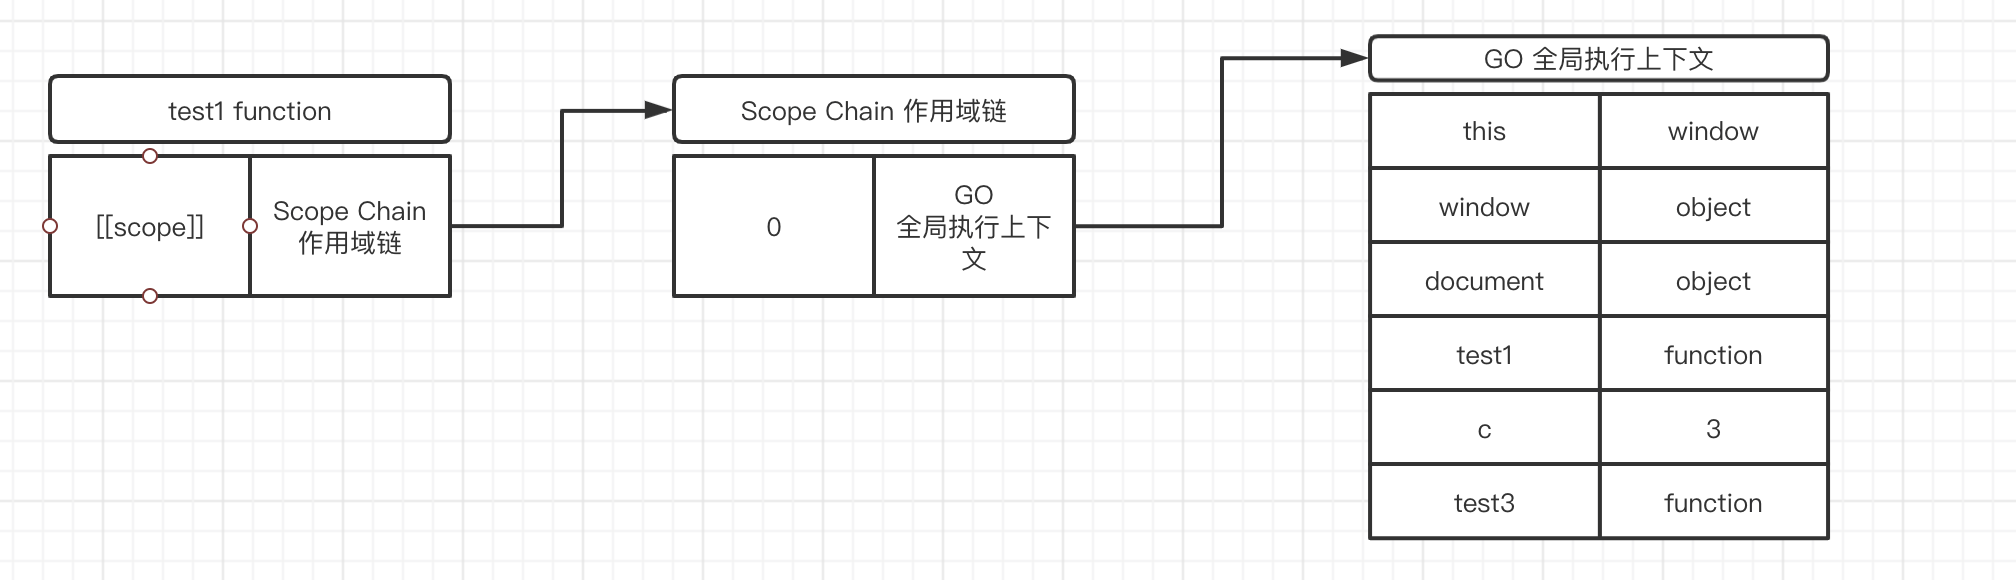 test1 function
[[scope]]
Scope Chain
作用域链
Scope Chain 作用域链
0
GO
全局执行上下
文
GO 全局执行上下文
this
window
window
object
document
object
test1
function
c
3
test3
function